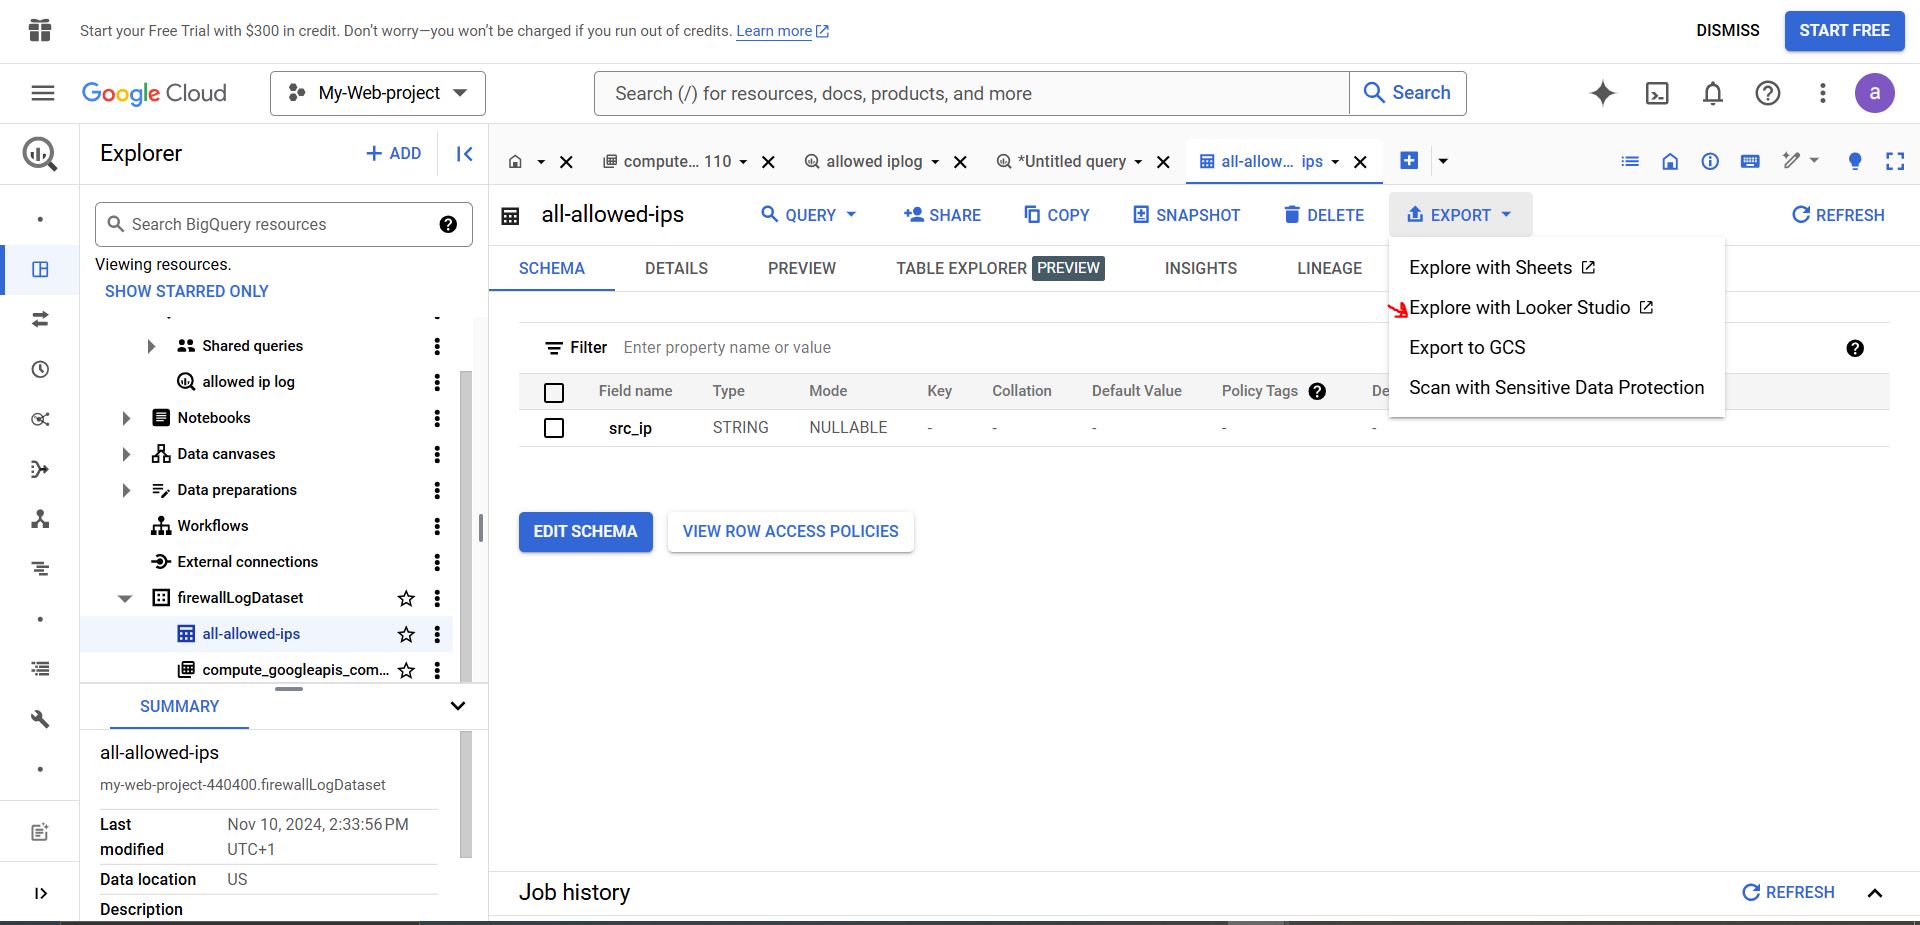 Start your Free Trial with $300 in credit. Don’t worry—you won’t be charged if you run out of credits. Learn more
DISMISS
START FREE
Google Cloud
My-Web-project
Search (/) for resources, docs, products, and more
Search
a
Explorer
+ ADD
compute... 110
allowed iplog
*Untitled query
all-allow... ips
Search BigQuery resources
Viewing resources.
SHOW STARRED ONLY
Shared queries
allowed ip log
Notebooks
Data canvases
Data preparations
Workflows
External connections
firewallLogDataset
all-allowed-ips
compute_googleapis_com...
SUMMARY
all-allowed-ips
my-web-project-440400.firewallLogDataset
Last modified
Nov 10, 2024, 2:33:56 PM UTC+1
Data location
US
Description
all-allowed-ips
QUERY
SHARE
COPY
SNAPSHOT
DELETE
EXPORT
REFRESH
SCHEMA
DETAILS
PREVIEW
TABLE EXPLORER PREVIEW
INSIGHTS
LINEAGE
Explore with Sheets
Explore with Looker Studio
Export to GCS
Scan with Sensitive Data Protection
Filter Enter property name or value
Field name Type Mode Key Collation Default Value Policy Tags De
src_ip STRING NULLABLE - - - - -
EDIT SCHEMA
VIEW ROW ACCESS POLICIES
Job history
REFRESH